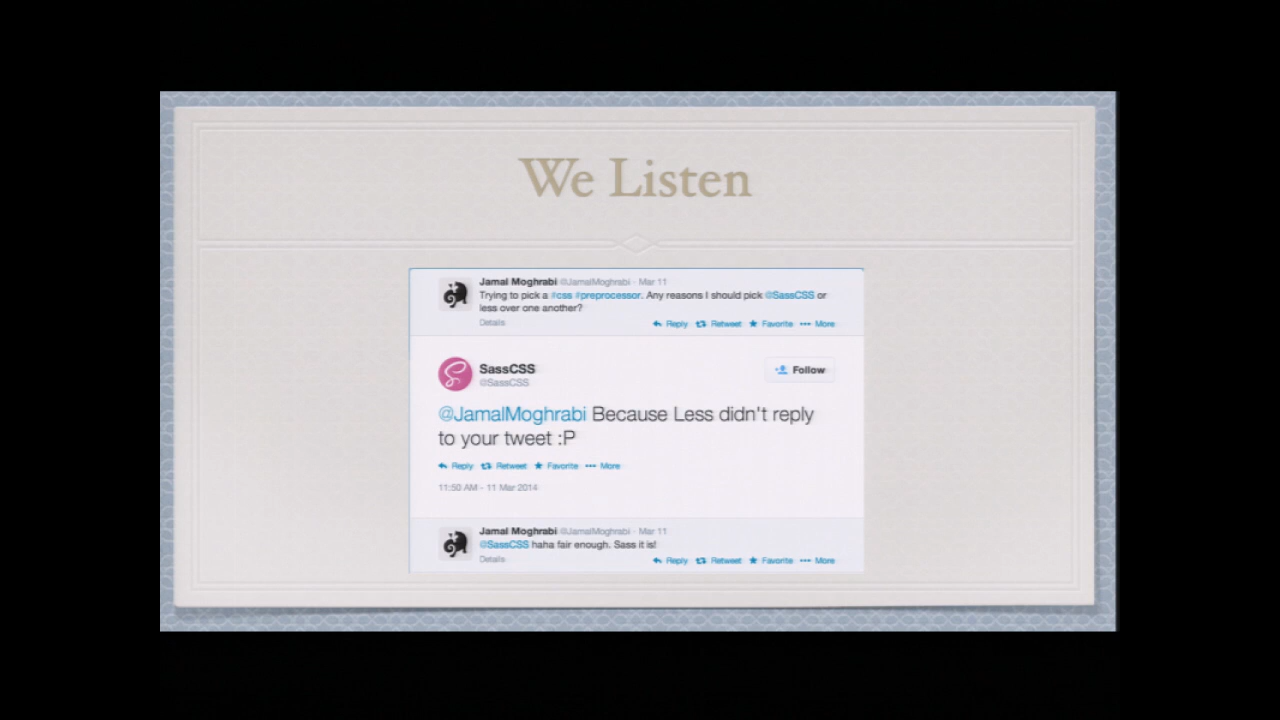 We Listen
Jamal Moghrabi @JamalMoghrabi · Mar 11
Trying to pick a #css #preprocessor. Any reasons I should pick @SassCSS or
less over one another?
Details
Reply Retweet Favorite ••• More
SassCSS
@SassCSS
Follow
@JamalMoghrabi Because Less didn't reply
to your tweet :P
Reply Retweet Favorite ••• More
11:50 AM - 11 Mar 2014
Jamal Moghrabi @JamalMoghrabi · Mar 11
@SassCSS haha fair enough. Sass it is!
Details
Reply Retweet Favorite ••• More